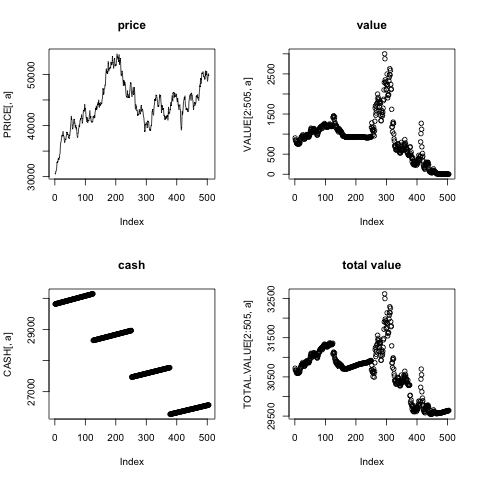 price
PRICE[, a]
30000 40000 50000
0 100 200 300 400 500
Index
value
VALUE[2:505, a]
0 500 1500 2500
0 100 200 300 400 500
Index
cash
CASH[, a]
27000 29000
0 100 200 300 400 500
Index
total value
TOTAL.VALUE[2:505, a]
29500 30500 31500 32500
0 100 200 300 400 500
Index